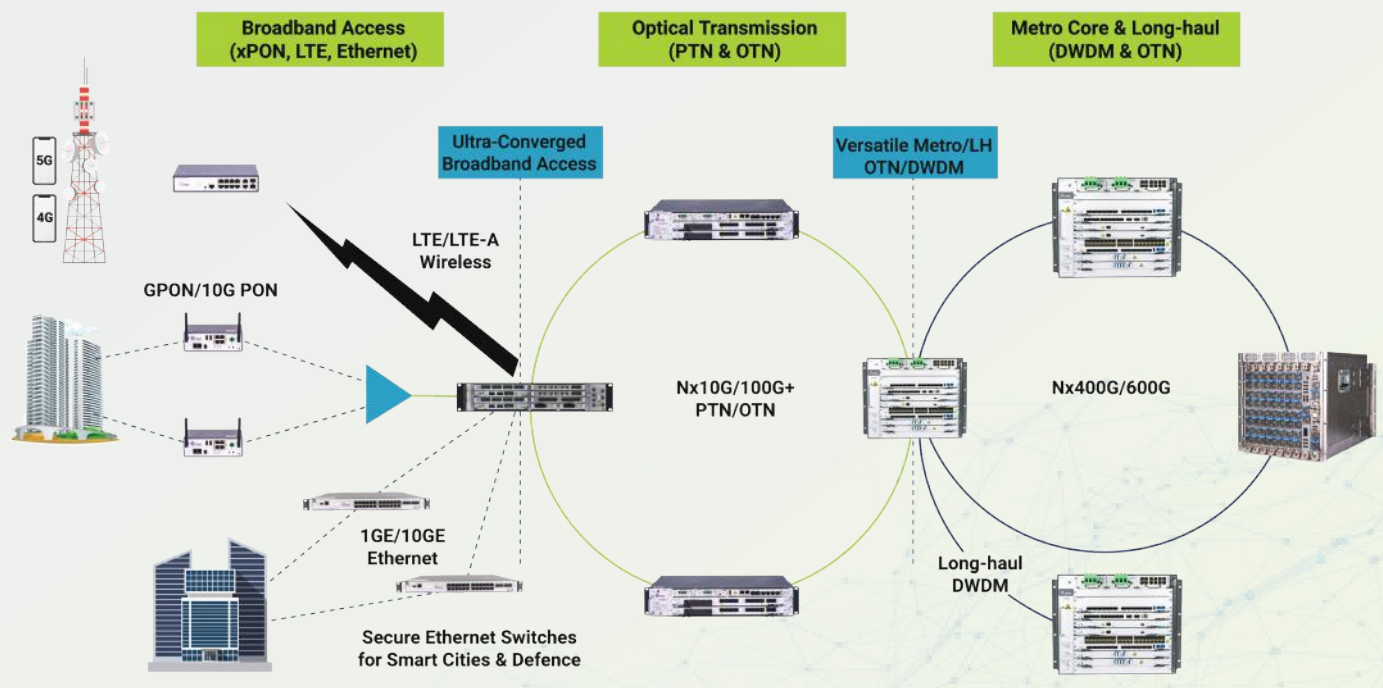 Broadband Access
(xPON, LTE, Ethernet)
Optical Transmission
(PTN & OTN)
Metro Core & Long-haul
(DWDM & OTN)
Ultra-Converged
Broadband Access
Versatile Metro/LH
OTN/DWDM
5G
4G
LTE/LTE-A
Wireless
GPON/10G PON
Nx10G/100G+
PTN/OTN
Nx400G/600G
1GE/10GE
Ethernet
Long-haul
DWDM
Secure Ethernet Switches
for Smart Cities & Defence